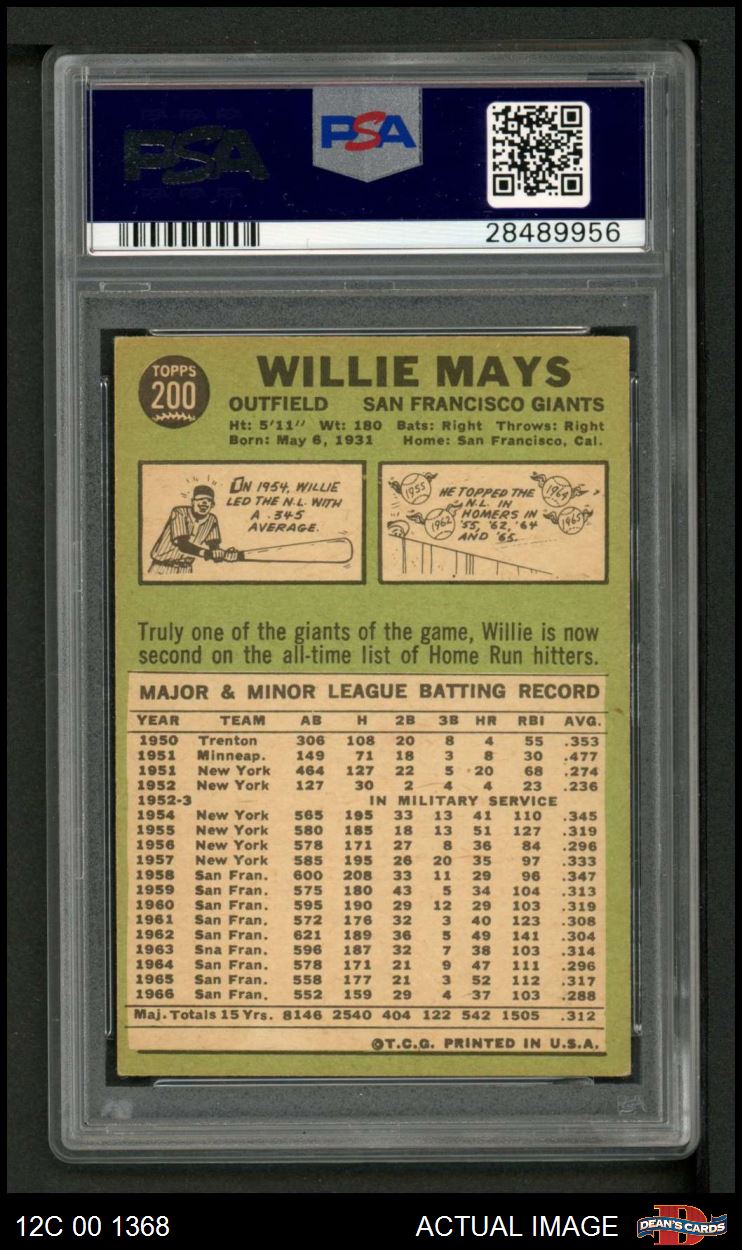 PSA PSA PSA
PSA
PSA PSA PSA
PSA
28489956
TOPPS
200
WILLIE MAYS
OUTFIELD SAN FRANCISCO GIANTS
Ht: 5'11" Wt: 180 Bats: Right Throws: Right
Born: May 6, 1931 Home: San Francisco, Cal.
ON 1954, WILLIE
LED THE N.L. WITH
A .345
AVERAGE.
1955
1962
HE TOPPED THE
N.L. IN
HOMERS IN
'55, '62, '64
AND '65.
1964
1965
Truly one of the giants of the game, Willie is now
second on the all-time list of Home Run hitters.
MAJOR & MINOR LEAGUE BATTING RECORD
YEAR TEAM AB H 2B 3B HR RBI AVG.
1950 Trenton 306 108 20 8 4 55 .353
1951 Minneap. 149 71 18 3 8 30 .477
1951 New York 464 127 22 5 20 68 .274
1952 New York 127 30 2 4 4 23 .236
1952-3 IN MILITARY SERVICE
1954 New York 565 195 33 13 41 110 .345
1955 New York 580 185 18 13 51 127 .319
1956 New York 578 171 27 8 36 84 .296
1957 New York 585 195 26 20 35 97 .333
1958 San Fran. 600 208 33 11 29 96 .347
1959 San Fran. 575 180 43 5 34 104 .313
1960 San Fran. 595 190 29 12 29 103 .319
1961 San Fran. 572 176 32 3 40 123 .308
1962 San Fran. 621 189 36 5 49 141 .304
1963 Sna Fran. 596 187 32 7 38 103 .314
1964 San Fran. 578 171 21 9 47 111 .296
1965 San Fran. 558 177 21 3 52 112 .317
1966 San Fran. 552 159 29 4 37 103 .288
Maj. Totals 15 Yrs. 8146 2540 404 122 542 1505 .312
©T.C.G. PRINTED IN U.S.A.
PSA
12C 00 1368
ACTUAL IMAGE
D
DEAN'S CARDS